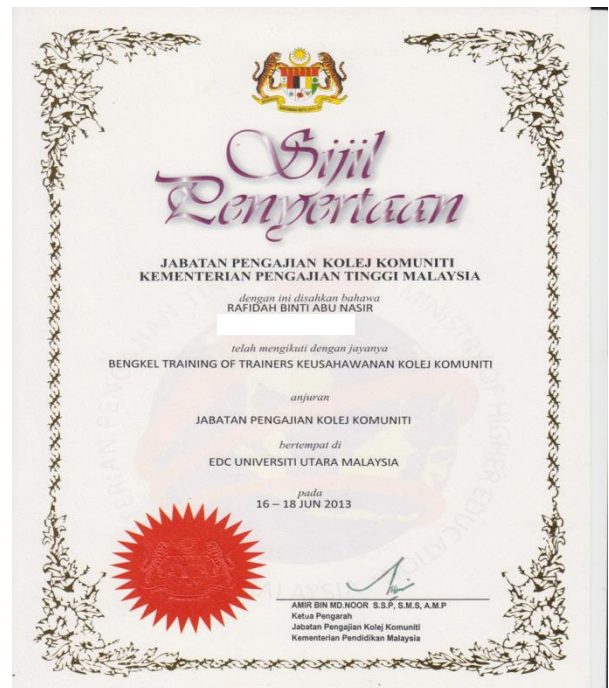 Sijil
Penyertaan
JABATAN PENGAJIAN KOLEJ KOMUNITI
KEMENTERIAN PENGAJIAN TINGGI MALAYSIA
dengan ini disahkan bahawa
RAFIDAH BINTI ABU NASIR
telah mengikuti dengan jayanya
BENGKEL TRAINING OF TRAINERS KEUSAHAWANAN KOLEJ KOMUNITI
anjuran
JABATAN PENGAJIAN KOLEJ KOMUNITI
bertempat di
EDC UNIVERSITI UTARA MALAYSIA
pada
16 – 18 JUN 2013
AMIR BIN MD.NOOR S.S.P, S.M.S, A.M.P
Ketua Pengarah
Jabatan Pengajian Kolej Komuniti
Kementerian Pendidikan Malaysia